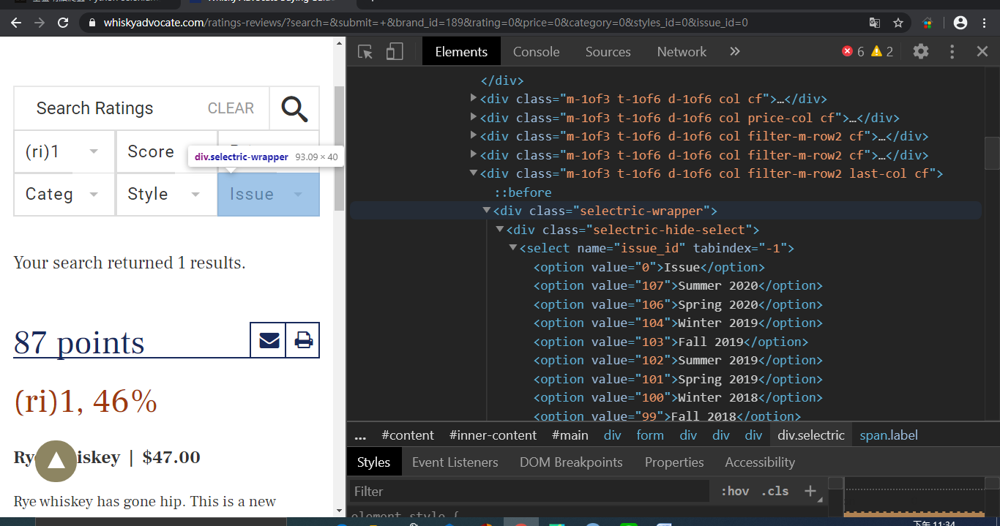 Whisky Advocate Buying Guid
whiskyadvocate.com/ratings-reviews/?search=&submit=+&brand_id=189&rating=0&price=0&category=0&styles_id=0&issue_id=0
Search Ratings CLEAR
(ri)1 Score
div.selectric-wrapper 93.09 × 40
Categ Style Issue
Your search returned 1 results.
87 points
(ri)1, 46%
Ry iskey | $47.00
Rye whiskey has gone hip. This is a new
Elements Console Sources Network » 6 2
</div>
<div class="m-1of3 t-1of6 d-1of6 col cf">…</div>
<div class="m-1of3 t-1of6 d-1of6 col price-col cf">…</div>
<div class="m-1of3 t-1of6 d-1of6 col filter-m-row2 cf">…</div>
<div class="m-1of3 t-1of6 d-1of6 col filter-m-row2 cf">…</div>
<div class="m-1of3 t-1of6 d-1of6 col filter-m-row2 last-col cf">
::before
<div class="selectric-wrapper">
<div class="selectric-hide-select">
<select name="issue_id" tabindex="-1">
<option value="0">Issue</option>
<option value="107">Summer 2020</option>
<option value="106">Spring 2020</option>
<option value="104">Winter 2019</option>
<option value="103">Fall 2019</option>
<option value="102">Summer 2019</option>
<option value="101">Spring 2019</option>
<option value="100">Winter 2018</option>
<option value="99">Fall 2018</option>
… #content #inner-content #main div form div div div div.selectric span.label
Styles Event Listeners DOM Breakpoints Properties Accessibility
Filter :hov .cls +
element.style {
下午 11:34